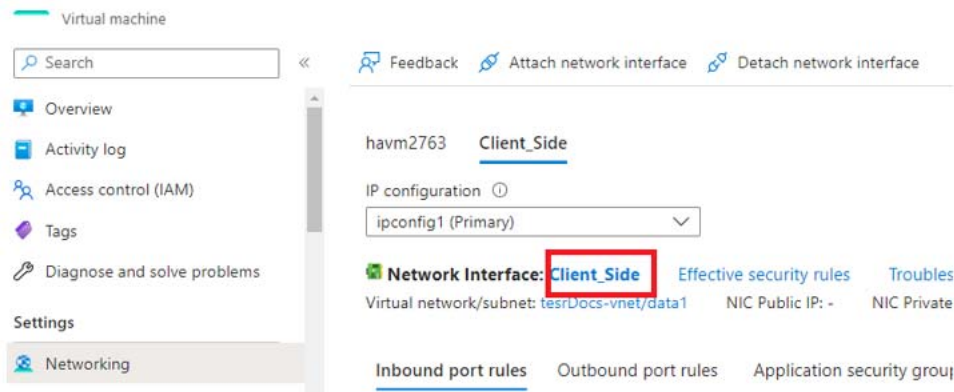 Virtual machine
Search
«
Feedback Attach network interface Detach network interface
Overview
Activity log
Access control (IAM)
Tags
Diagnose and solve problems
Settings
Networking
havm2763 Client_Side
IP configuration
ipconfig1 (Primary)
Network Interface: Client_Side Effective security rules Troubles
Virtual network/subnet: tesrDocs-vnet/data1 NIC Public IP: - NIC Private
Inbound port rules Outbound port rules Application security group